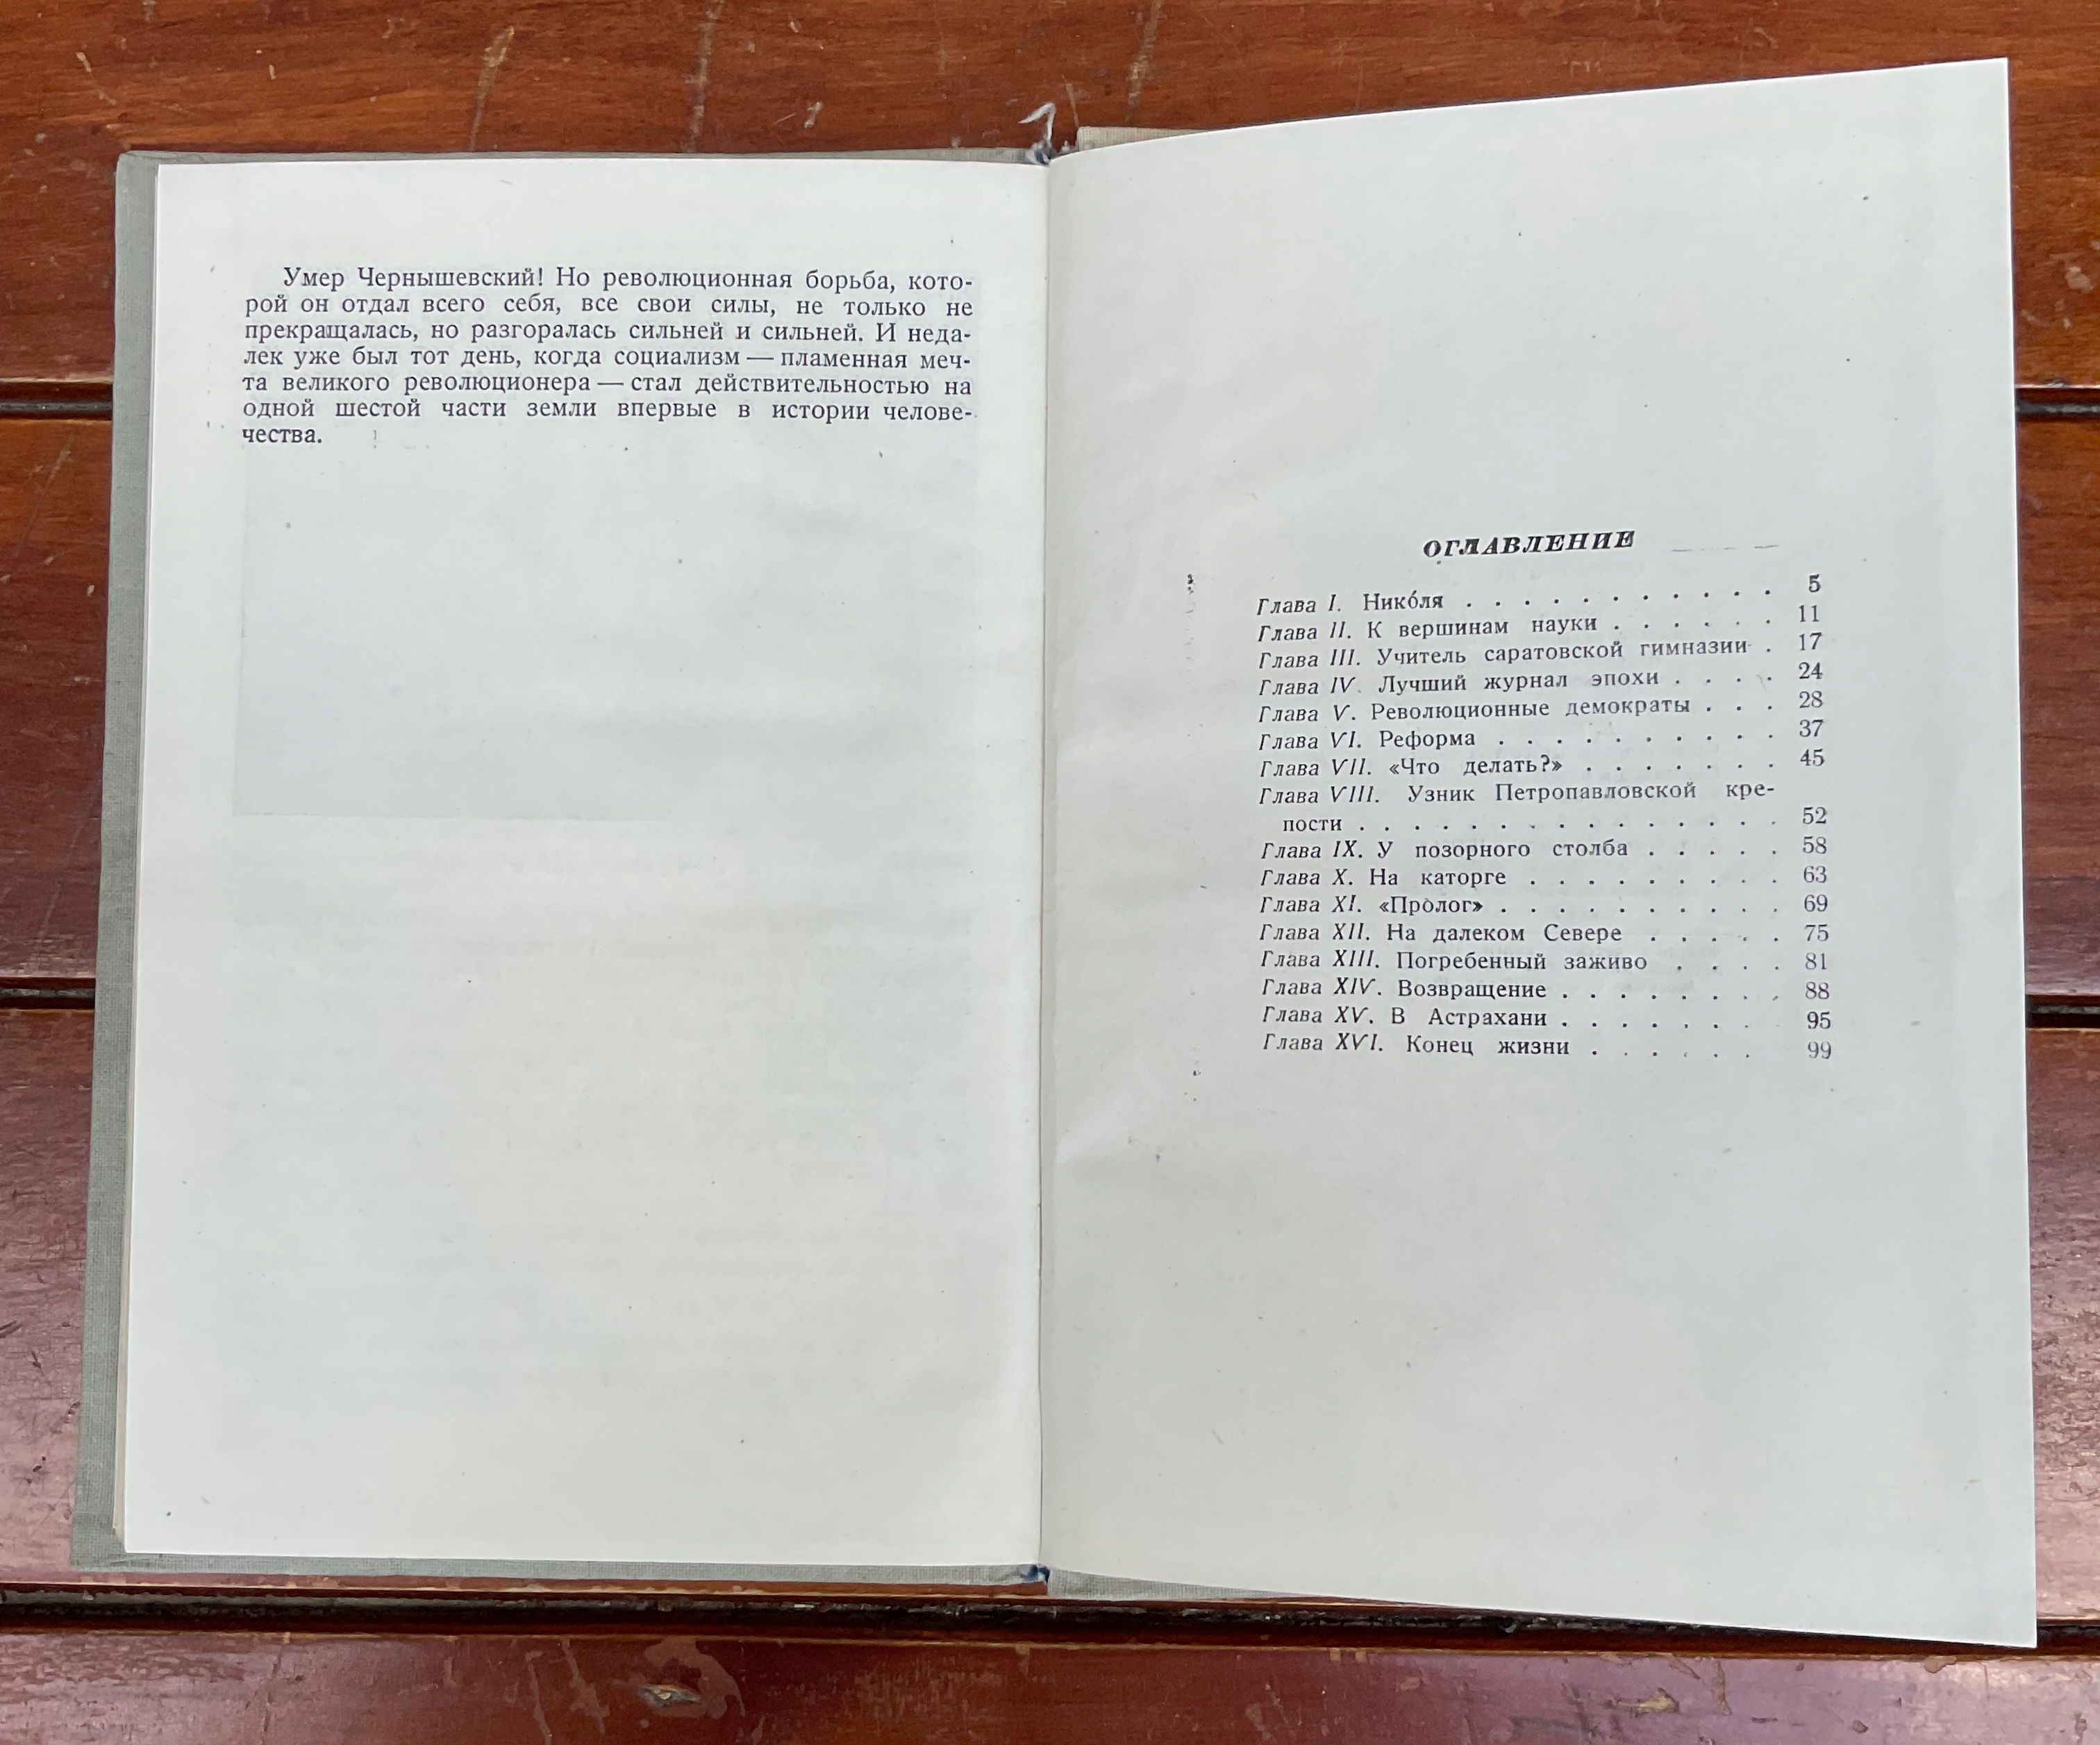 Умер Чернышевский! Но революционная борьба, кото-
рой он отдал всего себя, все свои силы, не только не
прекращалась, но разгоралась сильней и сильней. И неда-
лек уже был тот день, когда социализм — пламенная меч-
та великого революционера — стал действительностью на
одной шестой части земли впервые в истории челове-
чества.
ОГЛАВЛЕНИЕ
Глава I. Нико́ля . . . . . . . . . . . 5
Глава II. К вершинам науки . . . . . . 11
Глава III. Учитель саратовской гимназии . 17
Глава IV. Лучший журнал эпохи . . . . 24
Глава V. Революционные демократы . . . 28
Глава VI. Реформа . . . . . . . . . . 37
Глава VII. «Что делать?» . . . . . . . 45
Глава VIII. Узник Петропавловской кре-
пости . . . . . . . . . . . . . . . 52
Глава IX. У позорного столба . . . . . 58
Глава X. На каторге . . . . . . . . . 63
Глава XI. «Пролог» . . . . . . . . . . 69
Глава XII. На далеком Севере . . . . . 75
Глава XIII. Погребенный заживо . . . . 81
Глава XIV. Возвращение . . . . . . . . 88
Глава XV. В Астрахани . . . . . . . 95
Глава XVI. Конец жизни . . . . . . 99